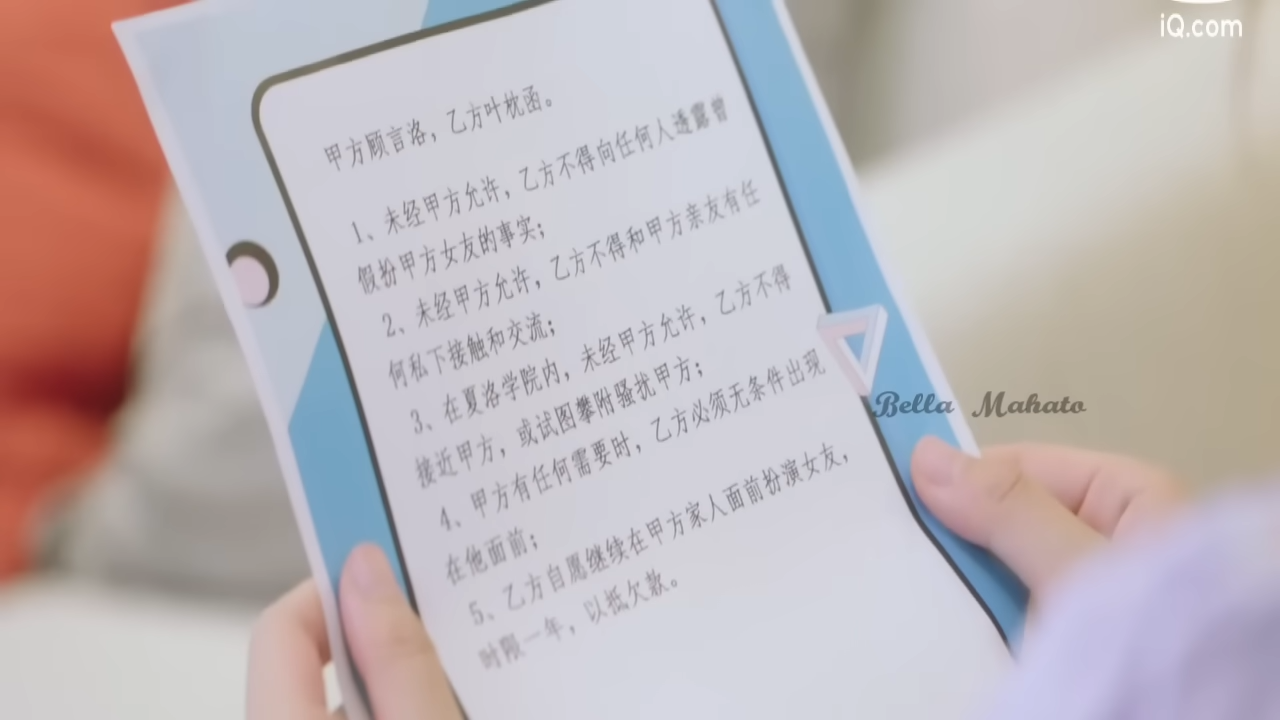 iQ.com
甲方顾言洛，乙方叶枕函。
1、未经甲方允许，乙方不得向任何人透露曾
假扮甲方女友的事实；
2、未经甲方允许，乙方不得和甲方亲友有任
何私下接触和交流；
3、在夏洛学院内，未经甲方允许，乙方不得
接近甲方，或试图攀附骚扰甲方；
4、甲方有任何需要时，乙方必须无条件出现
在他面前；
5、乙方自愿继续在甲方家人面前扮演女友，
时限一年，以抵欠款。
Bella Mahato